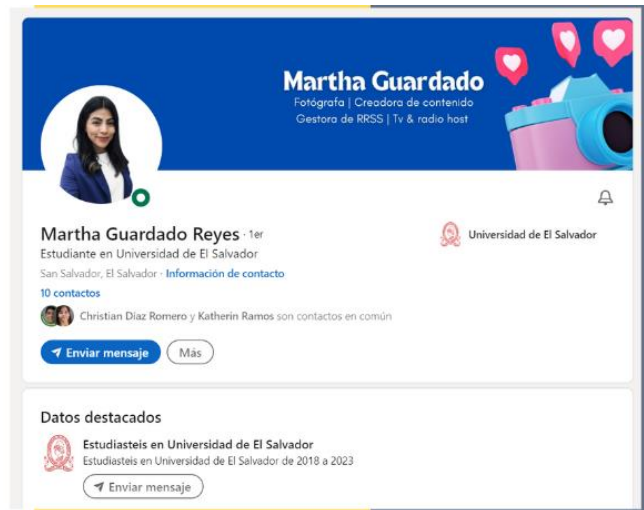 Martha Guardado
Fotógrafa | Creadora de contenido
Gestora de RRSS | Tv & radio host
Martha Guardado Reyes · 1er
Universidad de El Salvador
Estudiante en Universidad de El Salvador
San Salvador, El Salvador · Información de contacto
10 contactos
Christian Díaz Romero y Katherin Ramos son contactos en común
Enviar mensaje
Más
Datos destacados
Estudiasteis en Universidad de El Salvador
Estudiasteis en Universidad de El Salvador de 2018 a 2023
Enviar mensaje